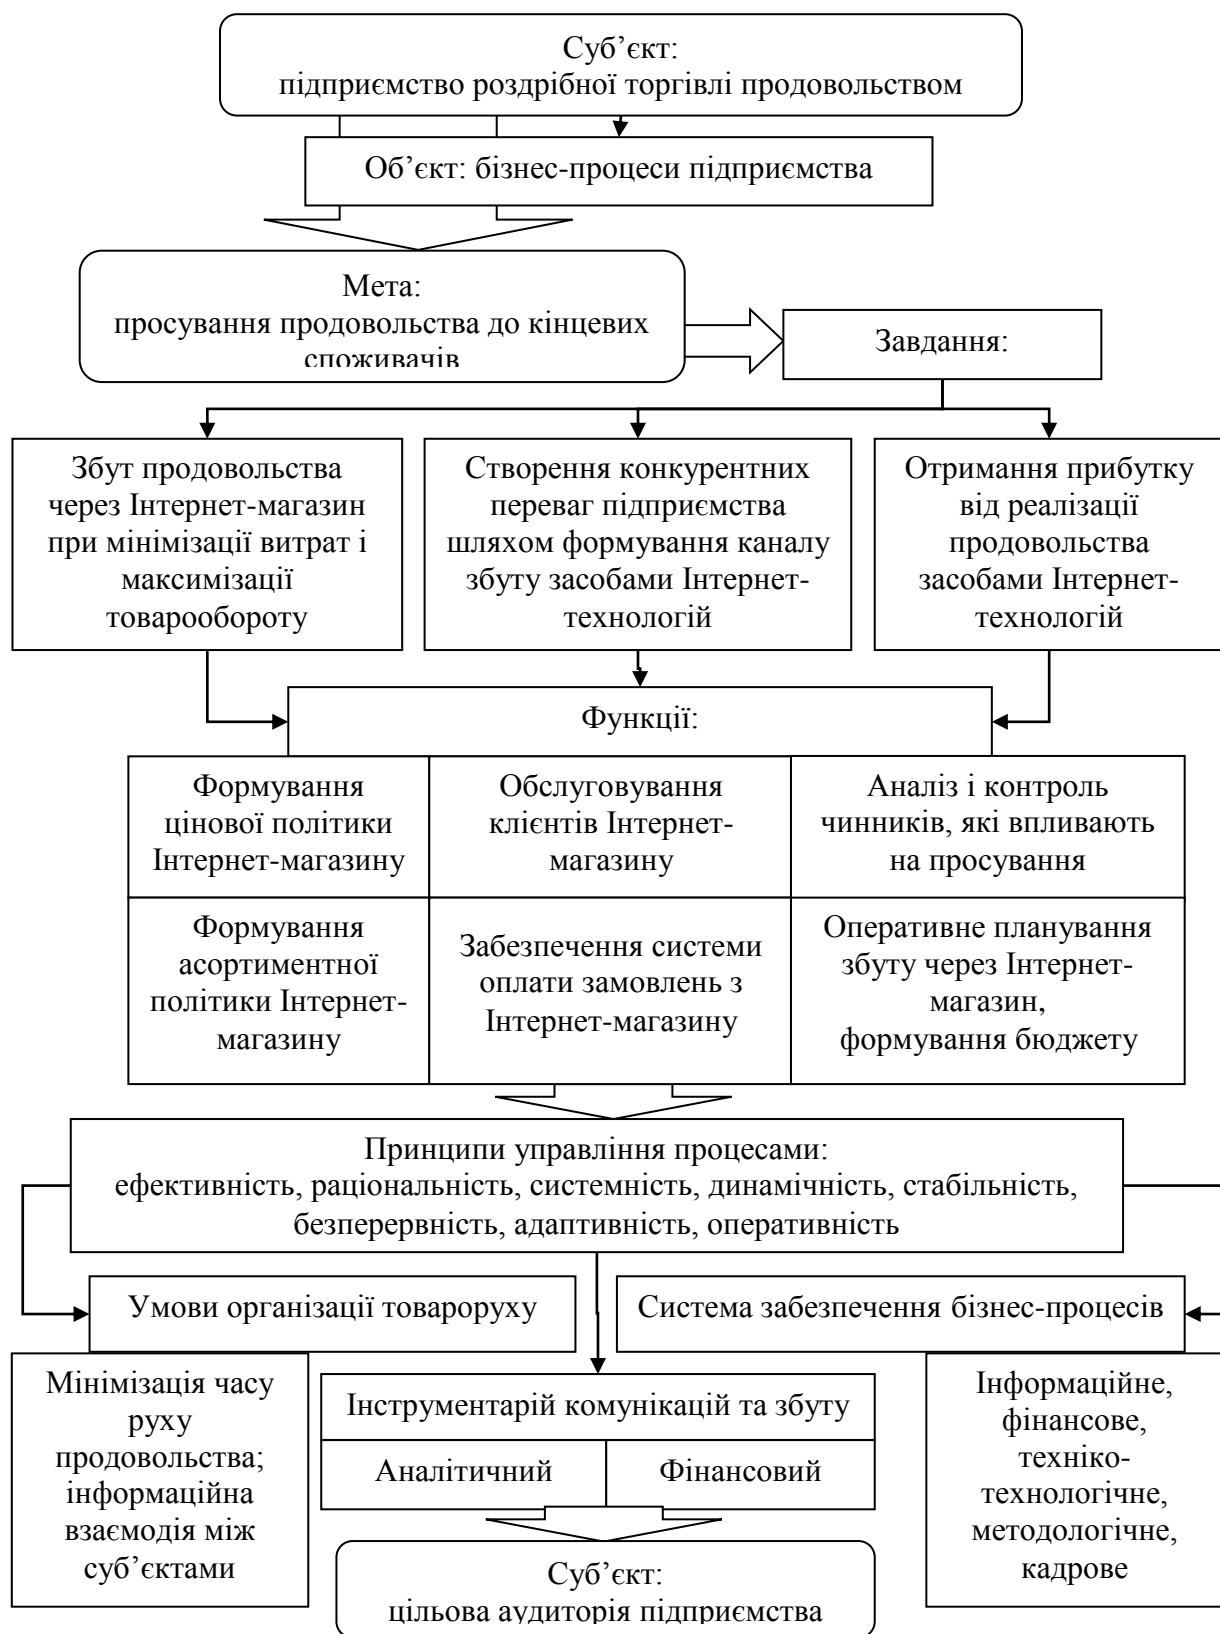 Суб’єкт:
підприємство роздрібної торгівлі продовольством
Об’єкт: бізнес-процеси підприємства
Мета:
просування продовольства до кінцевих
споживачів
Завдання:
Збут продовольства
через Інтернет-магазин
при мінімізації витрат і
максимізації
товарообороту
Створення конкурентних
переваг підприємства
шляхом формування каналу
збуту засобами Інтернет-
технологій
Отримання прибутку
від реалізації
продовольства
засобами Інтернет-
технологій
Функції:
Формування
цінової політики
Інтернет-магазину
Обслуговування
клієнтів Інтернет-
магазину
Аналіз і контроль
чинників, які впливають
на просування
Формування
асортиментної
політики Інтернет-
магазину
Забезпечення системи
оплати замовлень з
Інтернет-магазину
Оперативне планування
збуту через Інтернет-
магазин,
формування бюджету
Принципи управління процесами:
ефективність, раціональність, системність, динамічність, стабільність,
безперервність, адаптивність, оперативність
Умови організації товароруху
Система забезпечення бізнес-процесів
Мінімізація часу
руху
продовольства;
інформаційна
взаємодія між
суб’єктами
Інструментарій комунікацій та збуту
Аналітичний
Фінансовий
Інформаційне,
фінансове,
техніко-
технологічне,
методологічне,
кадрове
Суб’єкт:
цільова аудиторія підприємства